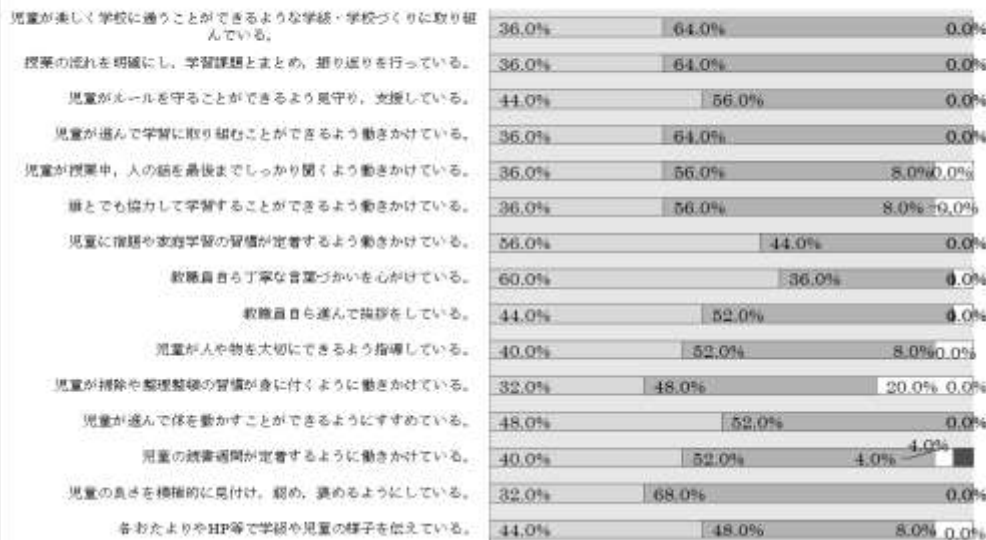 児童が楽しく学校に通うことができるような学級・学校づくりに取り組
んでいる。
36.0% 64.0% 0.0%
授業の流れを明確にし、学習課題とまとめ、振り返りを行っている。
36.0% 64.0% 0.0%
児童がルールを守ることができるよう見守り、支援している。
44.0% 56.0% 0.0%
児童が進んで学習に取り組むことができるよう働きかけている。
36.0% 64.0% 0.0%
児童が授業中、人の話を最後までしっかり聞くよう働きかけている。
36.0% 56.0% 8.0% 0.0%
誰とでも協力して学習することができるよう働きかけている。
36.0% 56.0% 8.0% 0.0%
児童に宿題や家庭学習の習慣が定着するよう働きかけている。
56.0% 44.0% 0.0%
教職員自ら丁寧な言葉づかいを心がけている。
60.0% 36.0% .0%
教職員自ら進んで挨拶をしている。
44.0% 52.0% .0%
児童が人や物を大切にできるよう指導している。
40.0% 52.0% 8.0% 0.0%
児童が掃除や整理整頓の習慣が身に付くように働きかけている。
32.0% 48.0% 20.0% 0.0%
児童が進んで体を動かすことができるようにすすめている。
48.0% 52.0% 0.0%
児童の読書週間が定着するように働きかけている。
40.0% 52.0% 4.0% 4.0%
児童の良さを積極的に見付け、認め、褒めるようにしている。
32.0% 68.0% 0.0%
各おたよりやHP等で学級や児童の様子を伝えている。
44.0% 48.0% 8.0% 0.0%